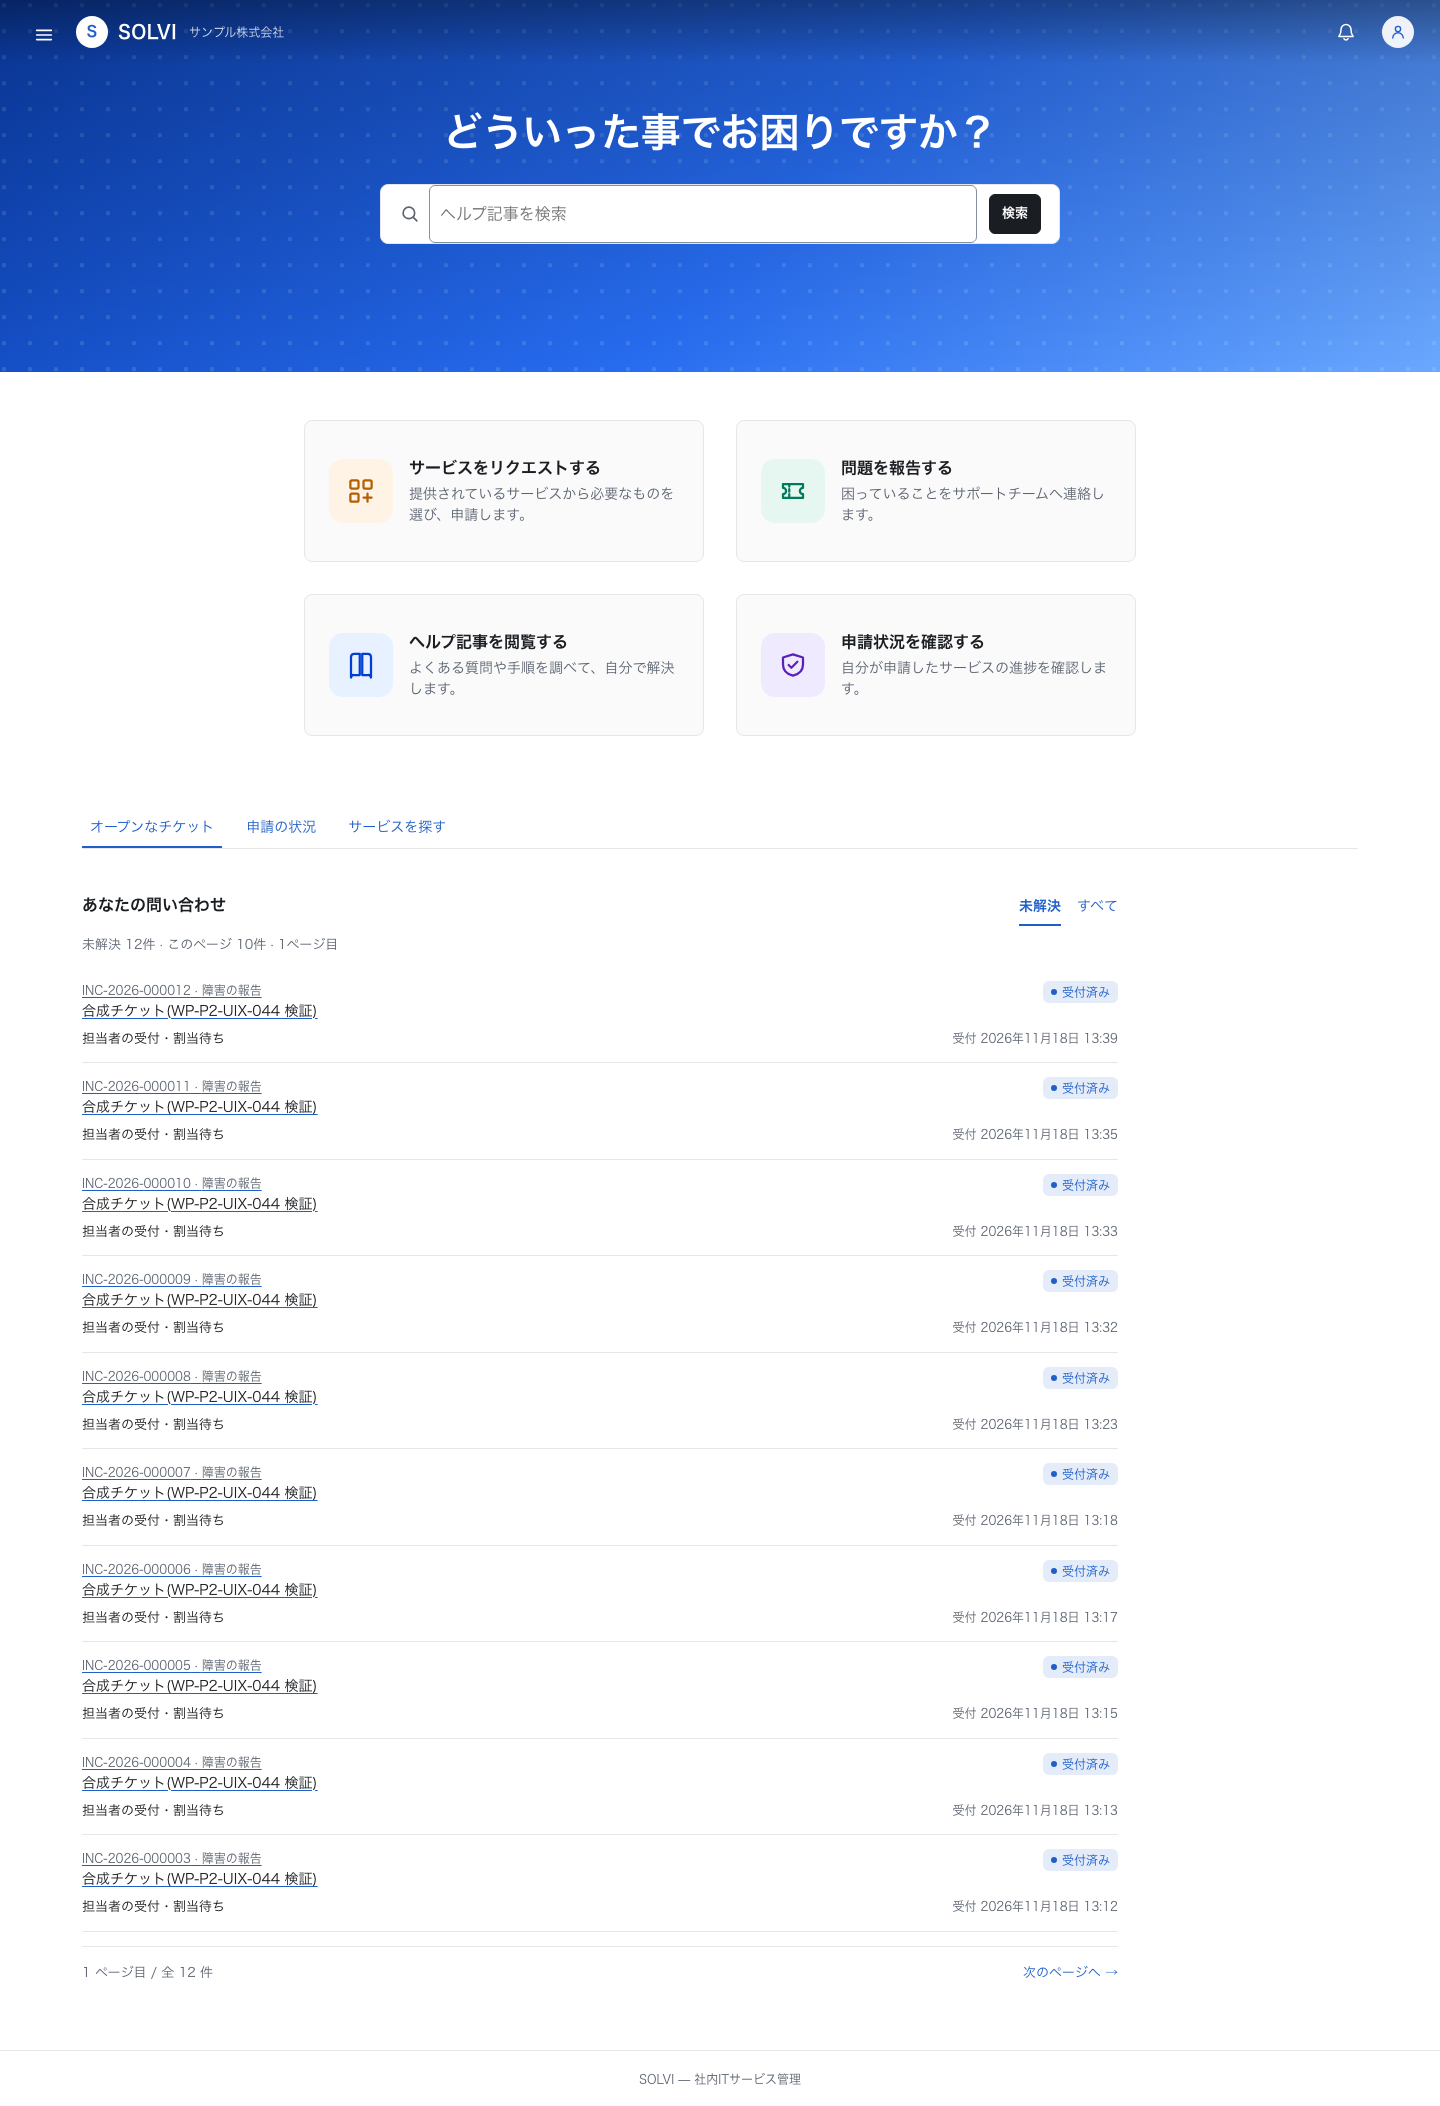 S SOLVI サンプル株式会社
どういった事でお困りですか？
ヘルプ記事を検索
検索
サービスをリクエストする
提供されているサービスから必要なものを
選び、申請します。
問題を報告する
困っていることをサポートチームへ連絡し
ます。
ヘルプ記事を閲覧する
よくある質問や手順を調べて、自分で解決
します。
申請状況を確認する
自分が申請したサービスの進捗を確認しま
す。
オープンなチケット 申請の状況 サービスを探す
あなたの問い合わせ
未解決 すべて
未解決 12件 · このページ 10件 · 1ページ目
INC-2026-000012 · 障害の報告
受付済み
合成チケット(WP-P2-UIX-044 検証)
担当者の受付・割当待ち
受付 2026年11月18日 13:39
INC-2026-000011 · 障害の報告
受付済み
合成チケット(WP-P2-UIX-044 検証)
担当者の受付・割当待ち
受付 2026年11月18日 13:35
INC-2026-000010 · 障害の報告
受付済み
合成チケット(WP-P2-UIX-044 検証)
担当者の受付・割当待ち
受付 2026年11月18日 13:33
INC-2026-000009 · 障害の報告
受付済み
合成チケット(WP-P2-UIX-044 検証)
担当者の受付・割当待ち
受付 2026年11月18日 13:32
INC-2026-000008 · 障害の報告
受付済み
合成チケット(WP-P2-UIX-044 検証)
担当者の受付・割当待ち
受付 2026年11月18日 13:23
INC-2026-000007 · 障害の報告
受付済み
合成チケット(WP-P2-UIX-044 検証)
担当者の受付・割当待ち
受付 2026年11月18日 13:18
INC-2026-000006 · 障害の報告
受付済み
合成チケット(WP-P2-UIX-044 検証)
担当者の受付・割当待ち
受付 2026年11月18日 13:17
INC-2026-000005 · 障害の報告
受付済み
合成チケット(WP-P2-UIX-044 検証)
担当者の受付・割当待ち
受付 2026年11月18日 13:15
INC-2026-000004 · 障害の報告
受付済み
合成チケット(WP-P2-UIX-044 検証)
担当者の受付・割当待ち
受付 2026年11月18日 13:13
INC-2026-000003 · 障害の報告
受付済み
合成チケット(WP-P2-UIX-044 検証)
担当者の受付・割当待ち
受付 2026年11月18日 13:12
1 ページ目 / 全 12 件
次のページへ →
SOLVI — 社内ITサービス管理